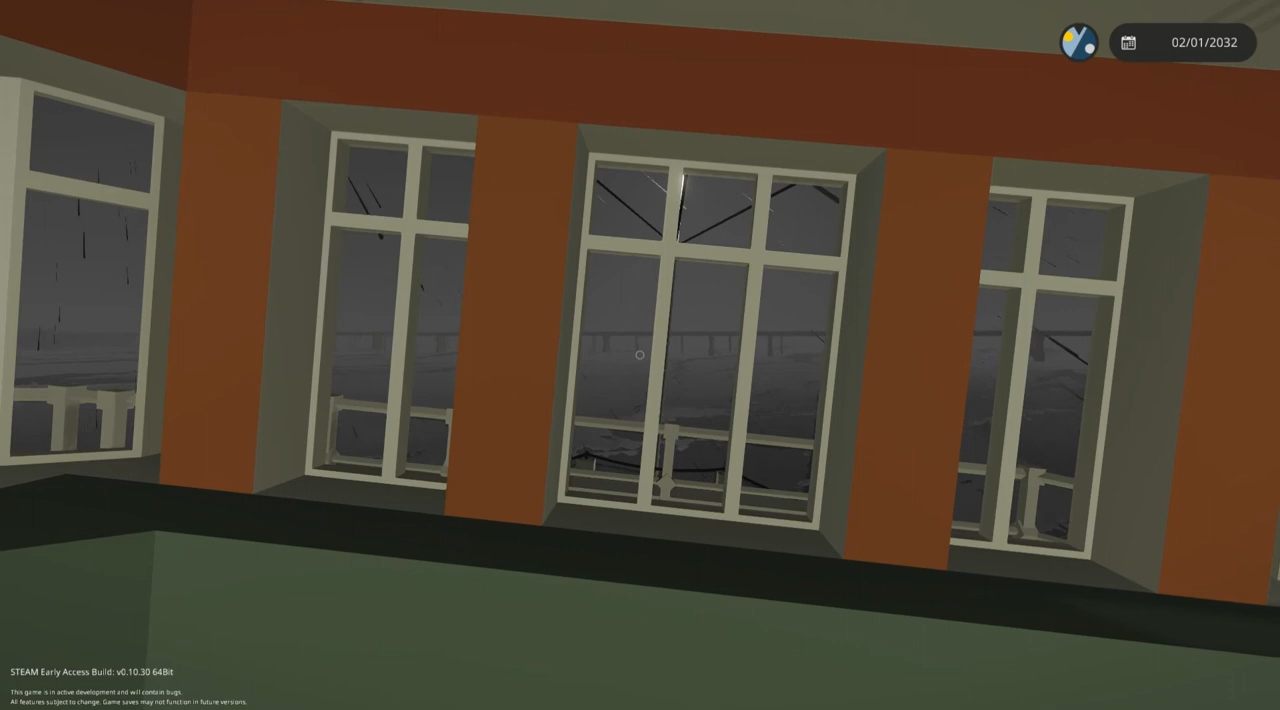 02/01/2032
STEAM Early Access Build: v0.10.30 64Bit
This game is in active development and will contain bugs.
All features subject to change. Game saves may not function in future versions.